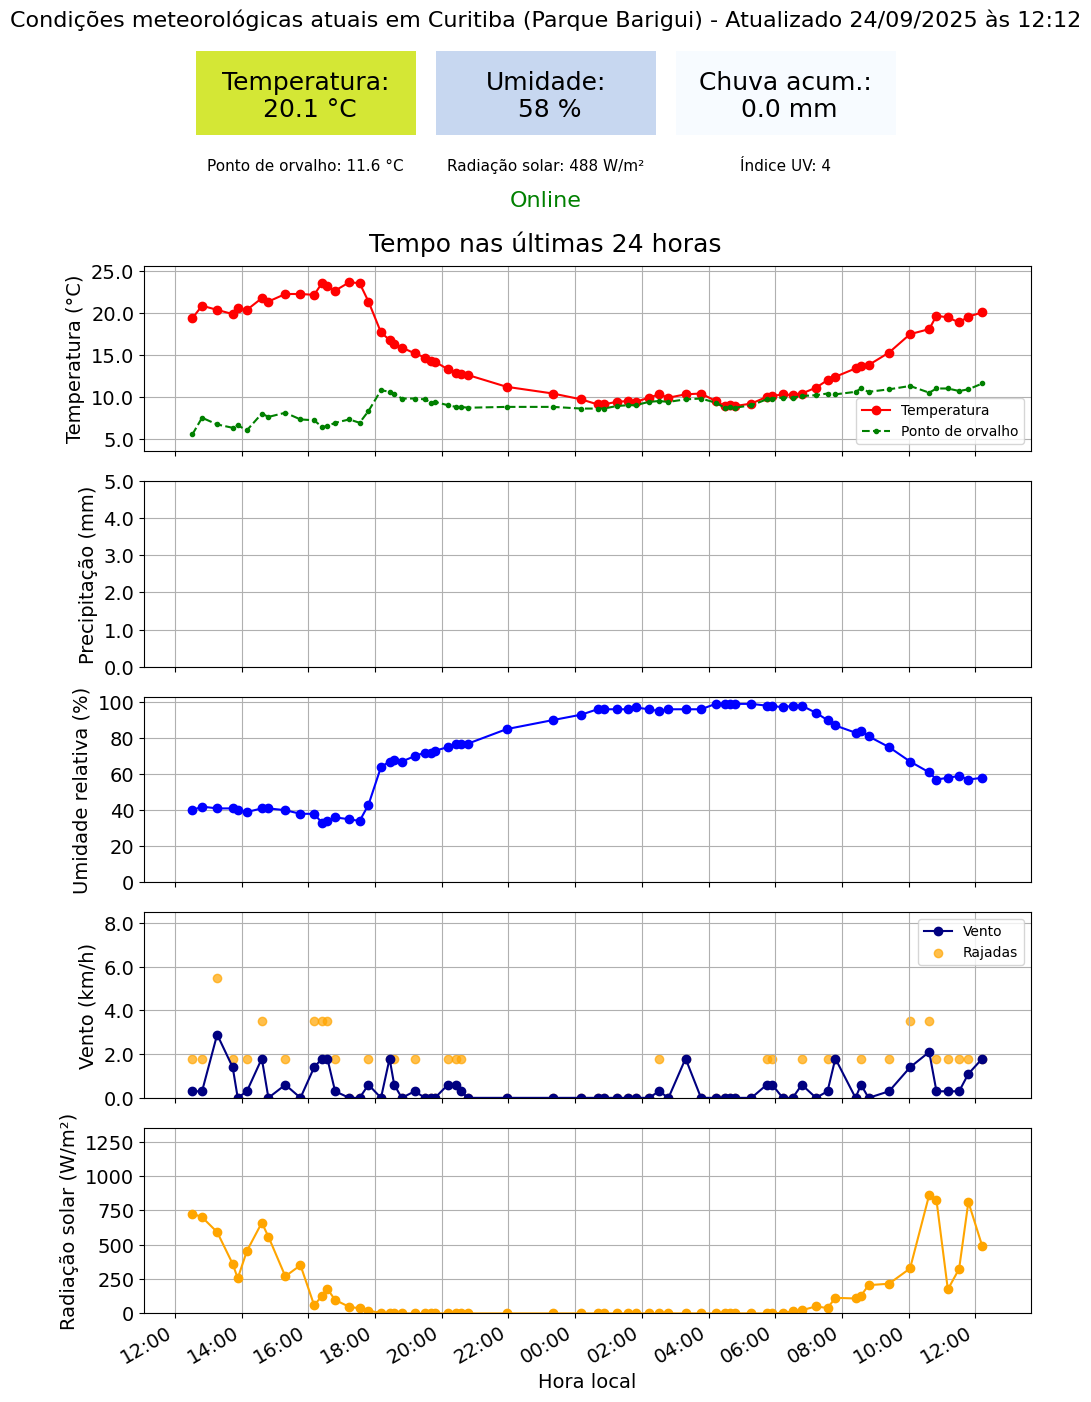 Condições meteorológicas atuais em Curitiba (Parque Barigui) - Atualizado 24/09/2025 às 12:12
Temperatura:
20.1 °C
Umidade:
58 %
Chuva acum.:
0.0 mm
Ponto de orvalho: 11.6 °C
Radiação solar: 488 W/m²
Índice UV: 4
Online
Tempo nas últimas 24 horas
Temperatura (°C)
25.0
20.0
15.0
10.0
5.0
Temperatura
Ponto de orvalho
Precipitação (mm)
5.0
4.0
3.0
2.0
1.0
0.0
Umidade relativa (%)
100
80
60
40
20
0
Vento (km/h)
8.0
6.0
4.0
2.0
0.0
Vento
Rajadas
Radiação solar (W/m²)
1250
1000
750
500
250
0
12:00
14:00
16:00
18:00
20:00
22:00
00:00
02:00
04:00
06:00
08:00
10:00
12:00
Hora local